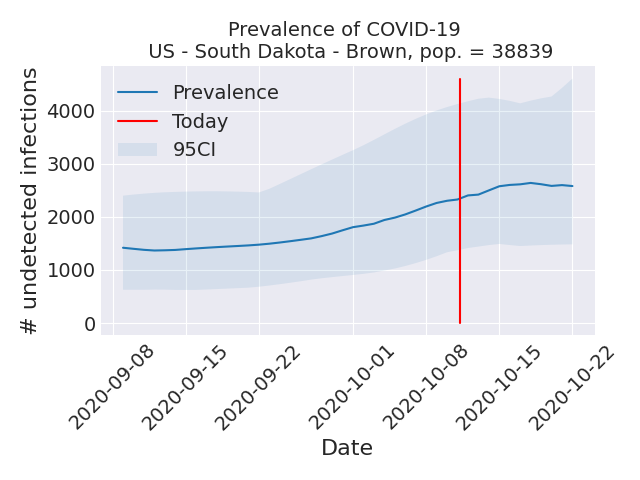 Prevalence of COVID-19
US - South Dakota - Brown, pop. = 38839
# undetected infections
4000
3000
2000
1000
0
Prevalence
Today
95CI
2020-09-08
2020-09-15
2020-09-22
2020-10-01
2020-10-08
2020-10-15
2020-10-22
Date